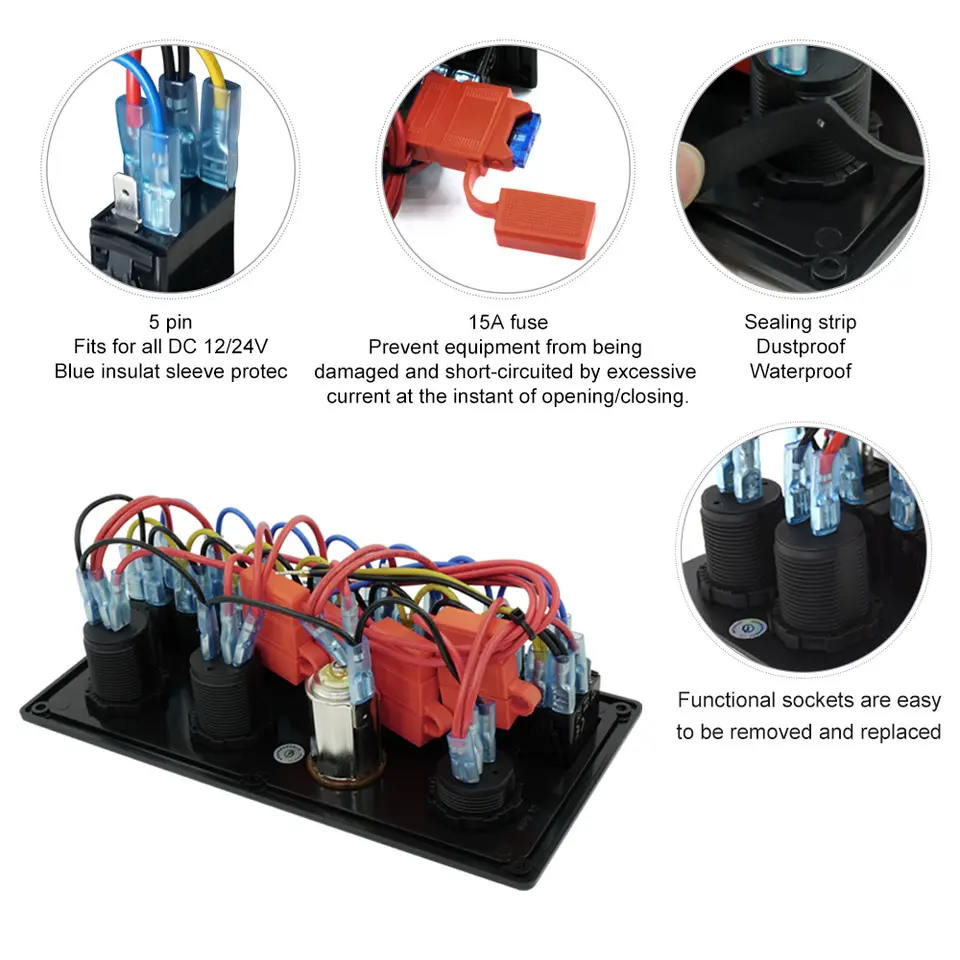 5 pin
Fits for all DC 12/24V
Blue insulat sleeve protec
15A fuse
Prevent equipment from being
damaged and short-circuited by excessive
current at the instant of opening/closing.
Sealing strip
Dustproof
Waterproof
Functional sockets are easy
to be removed and replaced